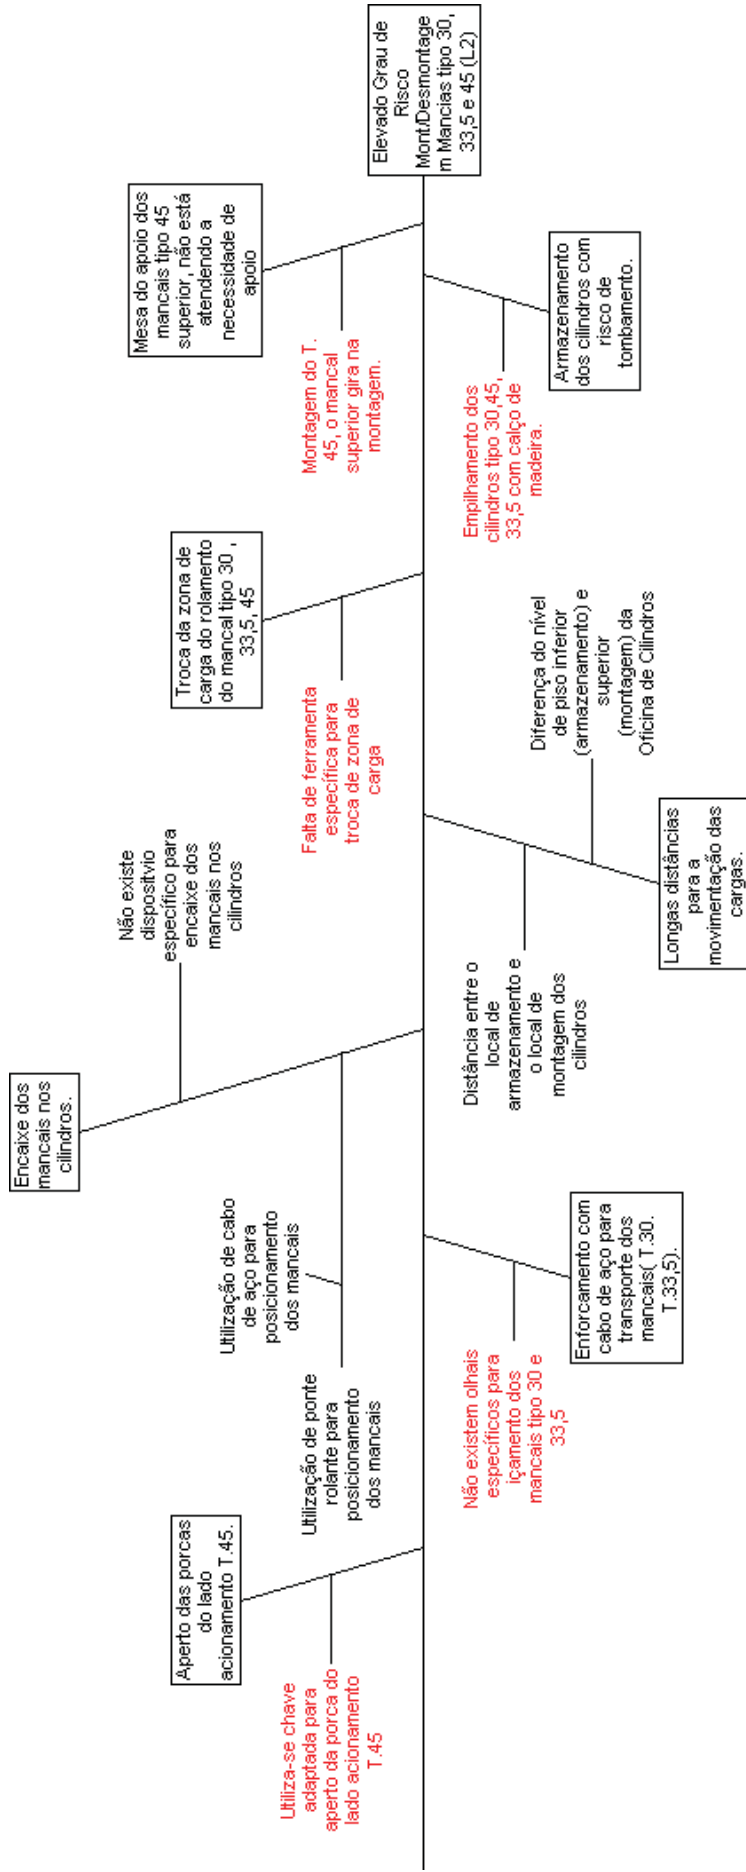 Aperto das porcas
do lado
acionamento T.45.
Utiliza-se chave
adaptada para
aperto da porca do
lado acionamento
T.45
Encaixe dos
mancais nos
cilindros.
Não existe
dispositvio
específico para
encaixe dos
mancais nos
cilindros
Utilização de cabo
de aço para
posicionamento
dos mancais
Utilização de ponte
rolante para
posicionamento
dos mancais
Troca da zona de
carga do rolamento
do mancal tipo 30 ,
33,5, 45
Falta de ferramenta
específica para
troca de zona de
carga
Mesa do apoio dos
mancais tipo 45
superior, não está
atendendo a
necessidade de
apoio
Montagem do T.
45, o mancal
superior gira na
montagem.
Elevado Grau de
Risco
Mont/Desmontage
m Mancias tipo 30,
33,5 e 45 (L2)
Não existem olhais
específicos para
içamento dos
mancais tipo 30 e
33,5
Enforcamento com
cabo de aço para
transporte dos
mancais( T.30.
T.33,5).
Distância entre o
local de
armazenamento e
o local de
montagem dos
cilindros
Diferença do nível
de piso inferior
(armazenamento) e
superior
(montagem) da
Oficina de Cilindros
Longas distâncias
para a
movimentação das
cargas.
Empilhamento dos
cilindros tipo 30,45,
33,5 com calço de
madeira.
Armazenamento
dos cilindros com
risco de
tombamento.